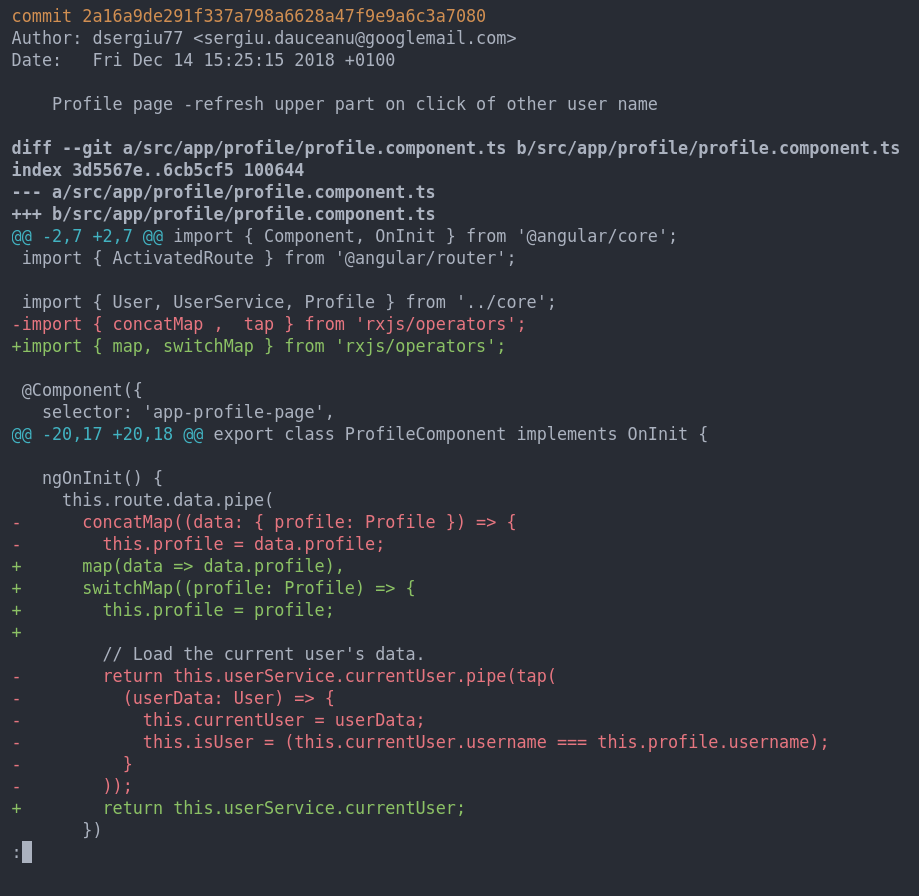 commit 2a16a9de291f337a798a6628a47f9e9a6c3a7080
Author: dsergiu77 <sergiu.dauceanu@googlemail.com>
Date:   Fri Dec 14 15:25:15 2018 +0100

    Profile page -refresh upper part on click of other user name

diff --git a/src/app/profile/profile.component.ts b/src/app/profile/profile.component.ts
index 3d5567e..6cb5cf5 100644
--- a/src/app/profile/profile.component.ts
+++ b/src/app/profile/profile.component.ts
@@ -2,7 +2,7 @@ import { Component, OnInit } from '@angular/core';
 import { ActivatedRoute } from '@angular/router';

 import { User, UserService, Profile } from '../core';
-import { concatMap ,  tap } from 'rxjs/operators';
+import { map, switchMap } from 'rxjs/operators';

 @Component({
   selector: 'app-profile-page',
@@ -20,17 +20,18 @@ export class ProfileComponent implements OnInit {

   ngOnInit() {
     this.route.data.pipe(
-      concatMap((data: { profile: Profile }) => {
-        this.profile = data.profile;
+      map(data => data.profile),
+      switchMap((profile: Profile) => {
+        this.profile = profile;
+
         // Load the current user's data.
-        return this.userService.currentUser.pipe(tap(
-          (userData: User) => {
-            this.currentUser = userData;
-            this.isUser = (this.currentUser.username === this.profile.username);
-          }
-        ));
+        return this.userService.currentUser;
       })
: